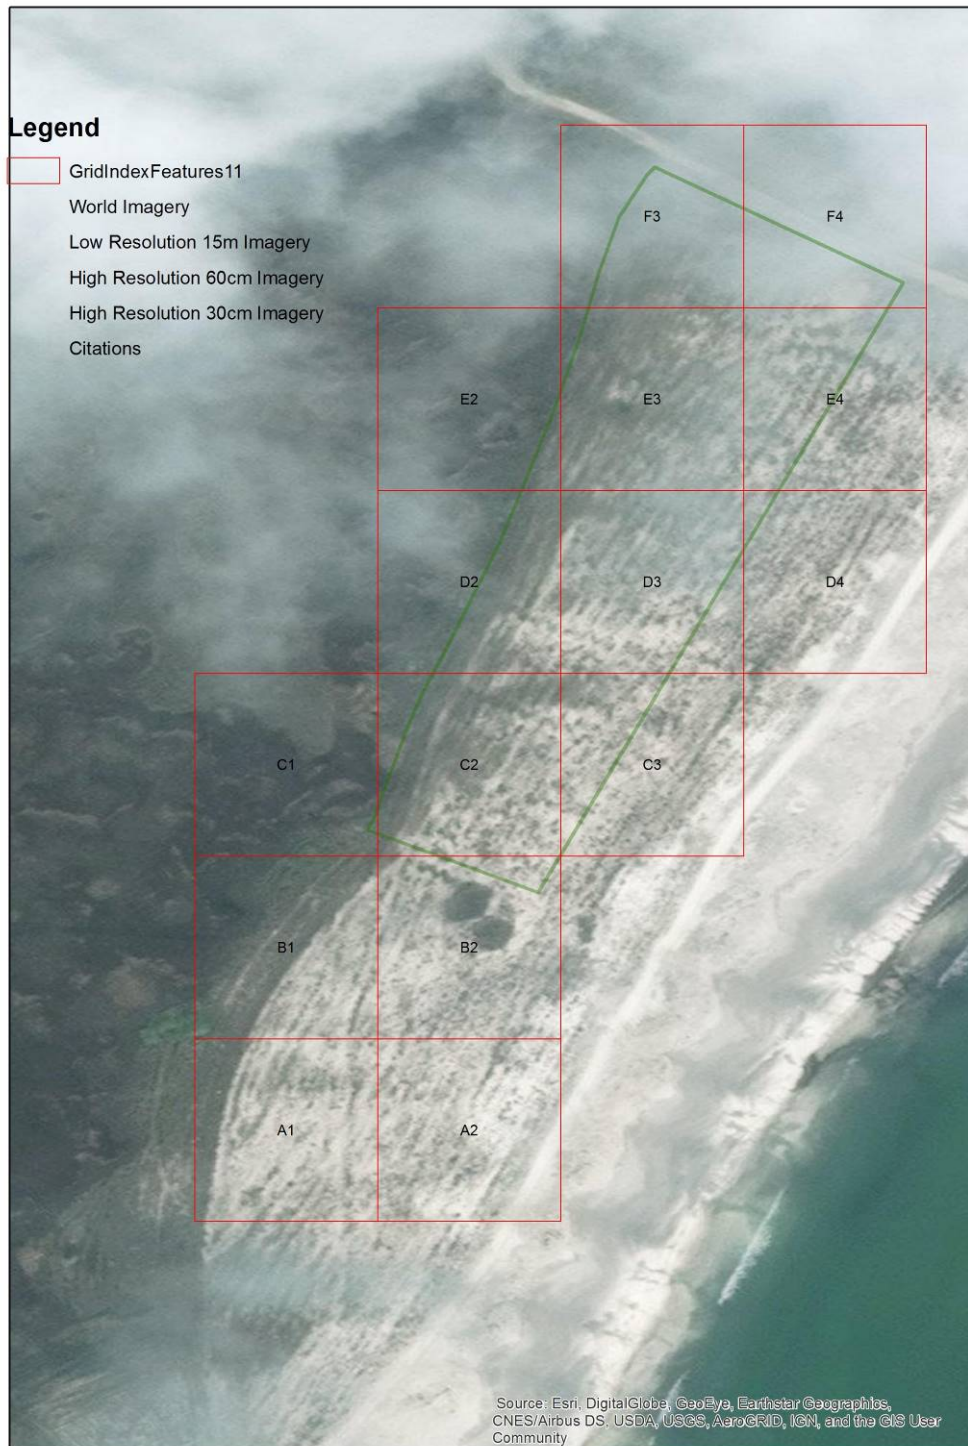 Legend
GridIndexFeatures11
World Imagery
Low Resolution 15m Imagery
High Resolution 60cm Imagery
High Resolution 30cm Imagery
Citations
F3 F4
E2 E3 E4
D2 D3 D4
C1 C2 C3
B1 B2
A1 A2
Source: Esri, DigitalGlobe, GeoEye, Earthstar Geographics,
CNES/Airbus DS, USDA, USGS, AeroGRID, IGN, and the GIS User
Community